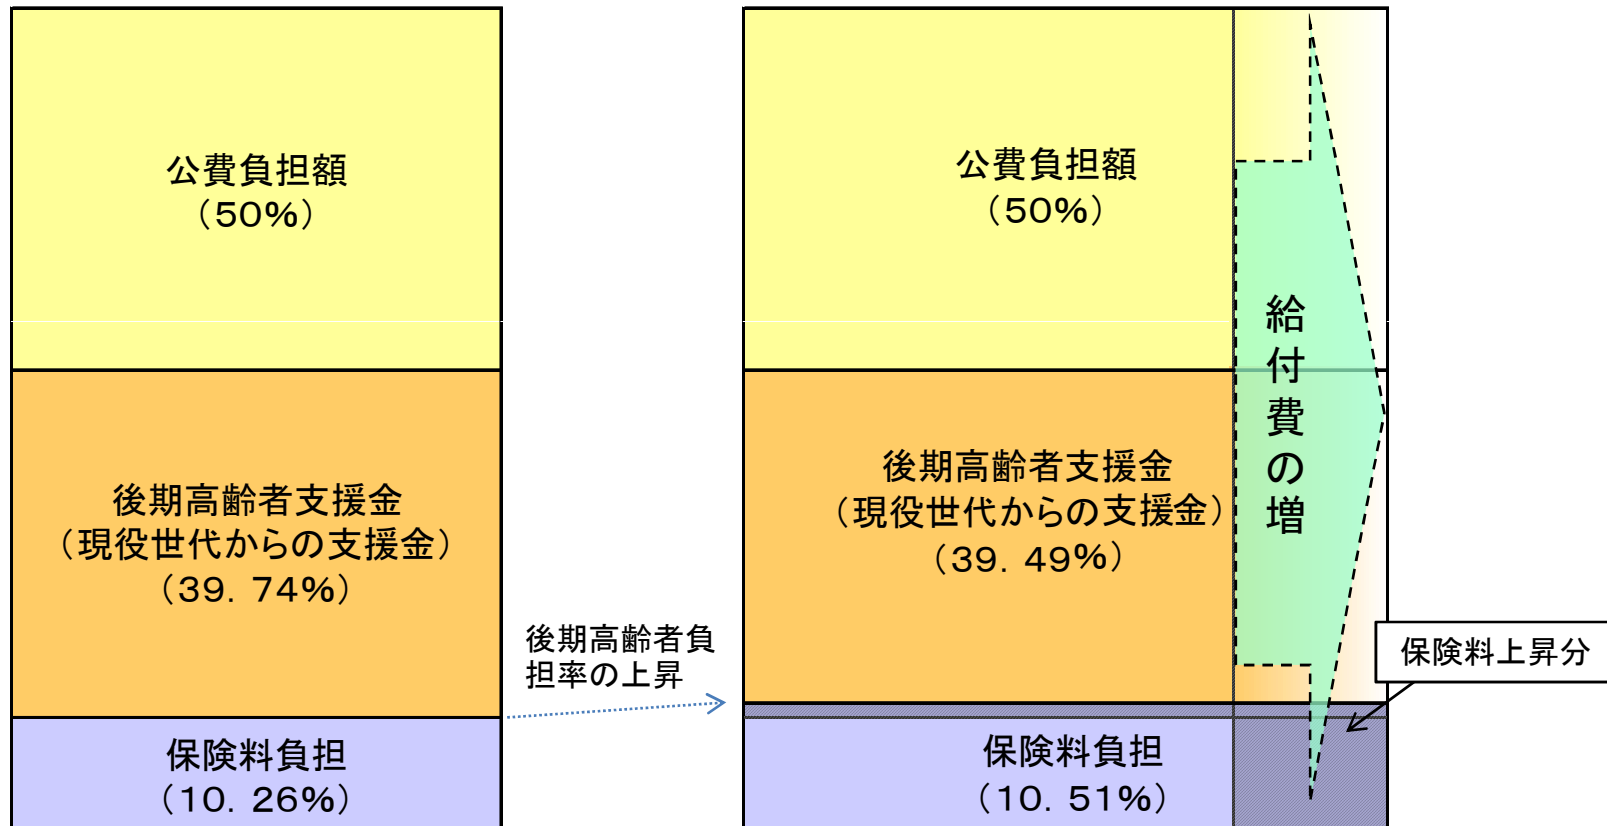 公費負担額
（50%）
後期高齢者支援金
（現役世代からの支援金）
（39．74%）
保険料負担
（10．26%）
後期高齢者負
担率の上昇
公費負担額
（50%）
後期高齢者支援金
（現役世代からの支援金）
（39．49%）
保険料負担
（10．51%）
給付費の増
保険料上昇分